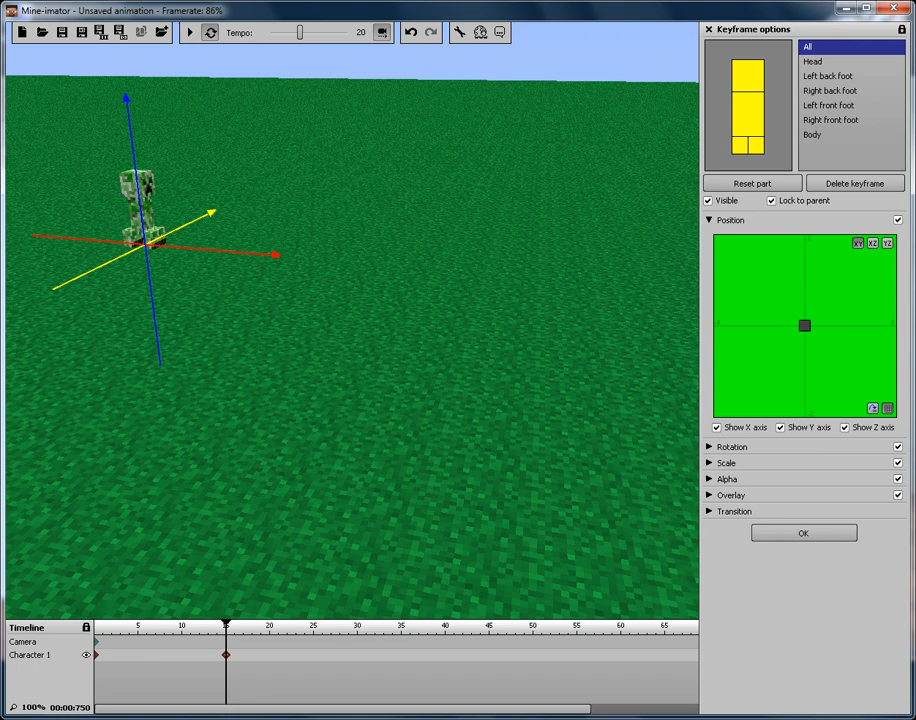 Mine-imator - Unsaved animation - Framerate: 86%
Tempo: 20
Keyframe options
All
Head
Left back foot
Right back foot
Left front foot
Right front foot
Body
Reset part Delete keyframe
Visible Lock to parent
Position
XY XZ YZ
Show X axis Show Y axis Show Z axis
Rotation
Scale
Alpha
Overlay
Transition
OK
Timeline
5 10 15 20 25 30 35 40 45 50 55 60 65
Camera
Character 1
100% 00:00:750